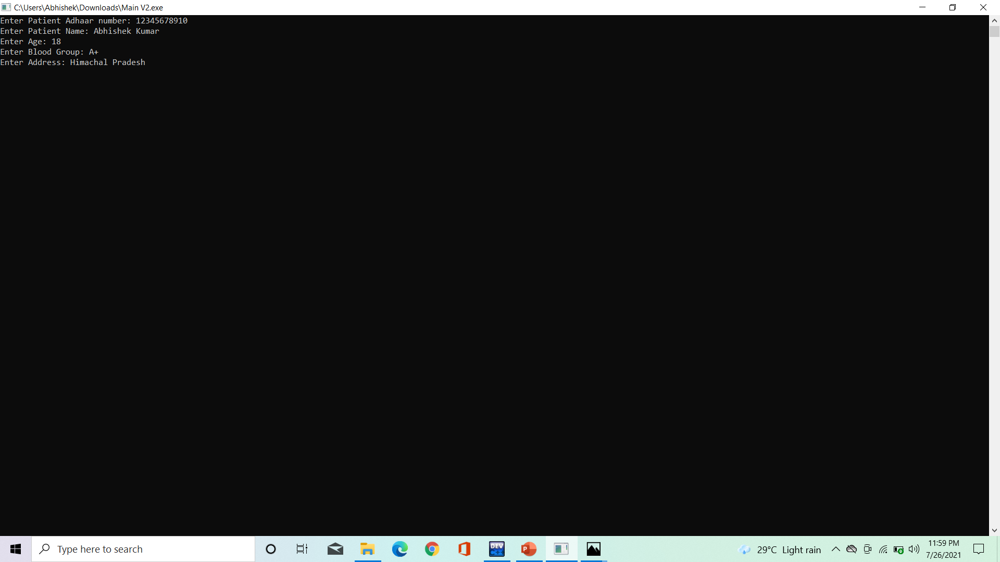 C:\Users\Abhishek\Downloads\Main V2.exe
Enter Patient Adhaar number: 12345678910
Enter Patient Name: Abhishek Kumar
Enter Age: 18
Enter Blood Group: A+
Enter Address: Himachal Pradesh
Type here to search
DEV
C++
P
29°C Light rain
11:59 PM
7/26/2021